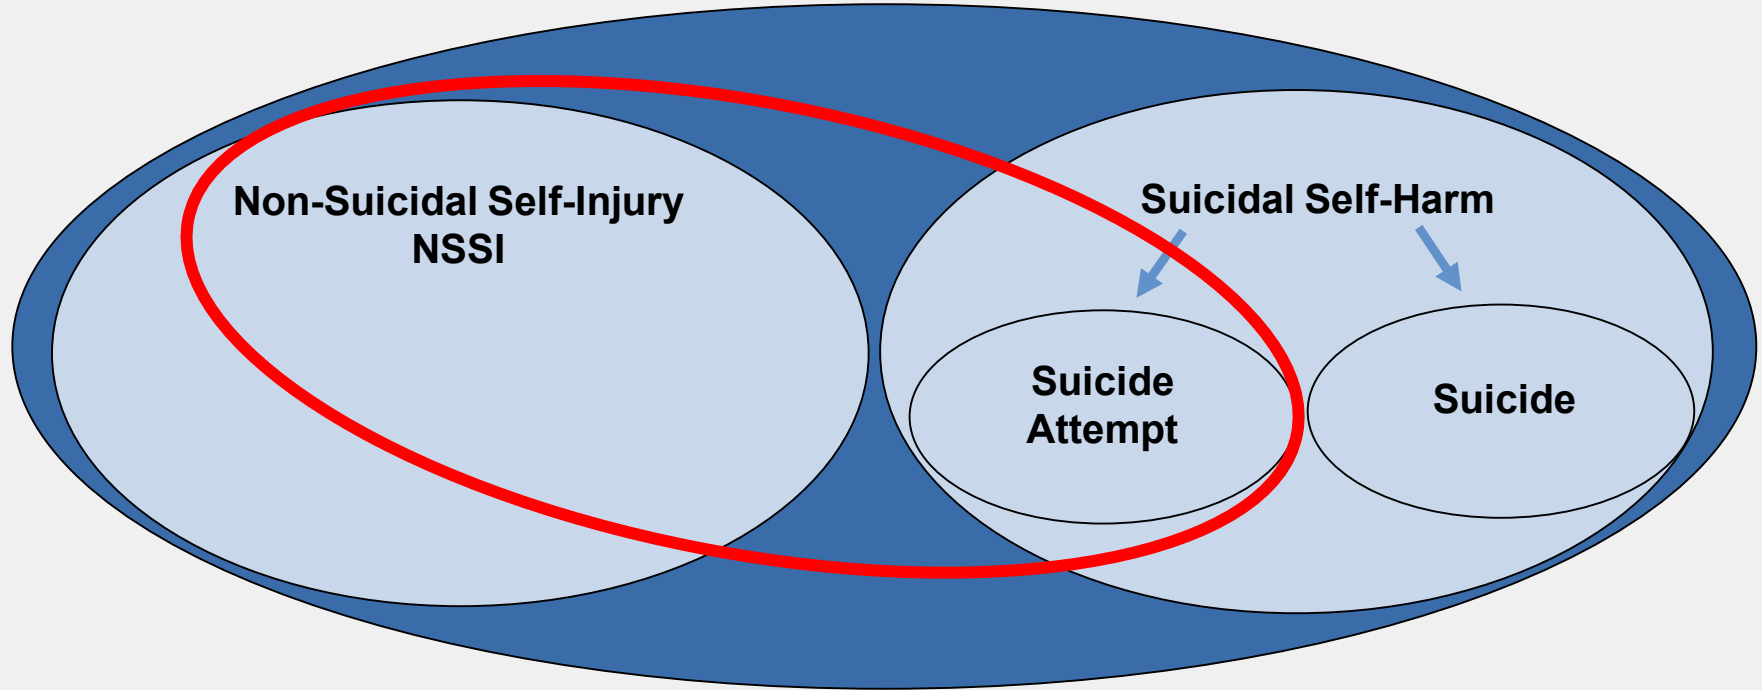 Non-Suicidal Self-Injury
NSSI
Suicidal Self-Harm
Suicide
Attempt
Suicide